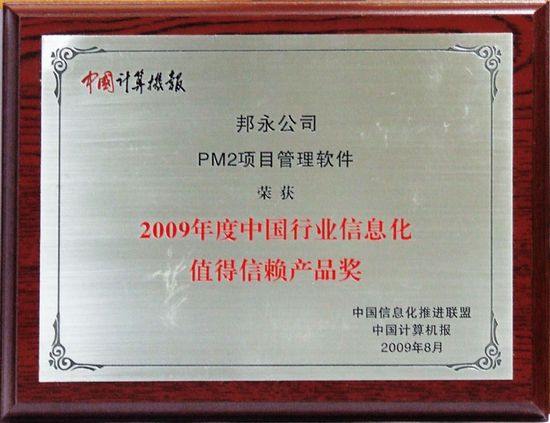 中國计算機報
邦永公司
PM2项目管理软件
荣获
2009年度中国行业信息化
值得信赖产品奖
中国信息化推进联盟
中国计算机报
2009年8月